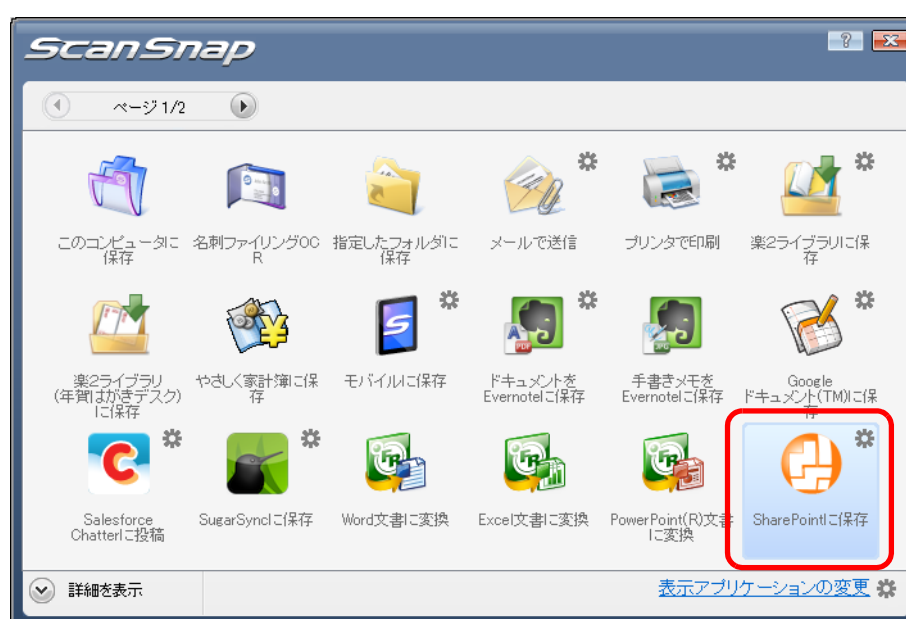 ScanSnap
ページ 1/2
このコンピュータに
保存
名刺ファイリングOC
R
指定したフォルダに
保存
メールで送信
プリンタで印刷
楽2ライブラリに保
存
楽2ライブラリ
(年賀はがきデスク)
に保存
やさしく家計簿に保
存
モバイルに保存
ドキュメントを
Evernoteに保存
手書きメモを
Evernoteに保存
Google
ドキュメント(TM)に保
存
Salesforce
Chatterに投稿
SugarSyncに保存
Word文書に変換
Excel文書に変換
PowerPoint(R)文書
に変換
SharePointに保存
詳細を表示
表示アプリケーションの変更